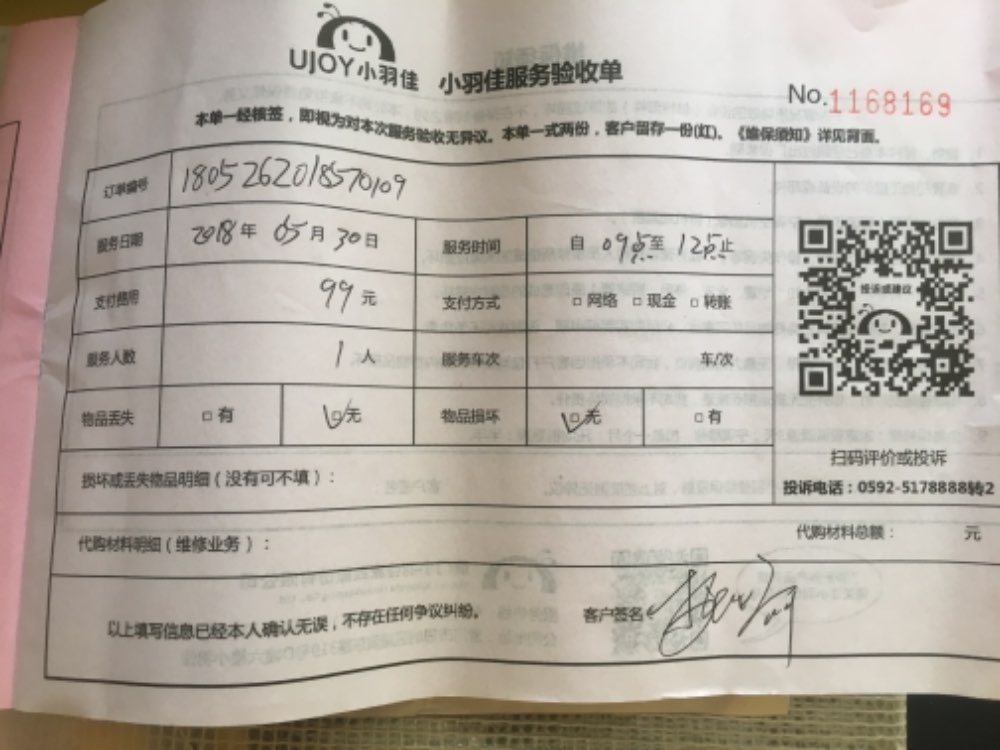 UJOY小羽佳 小羽佳服务验收单
No.1168169
本单一经核签，即视为对本次服务验收无异议。本单一式两份，客户留存一份(红)。《维保须知》详见背面。
订单编号 1805262018570109
服务日期 2018年 05月 30日 服务时间 自 09点至 12点止
投诉或建议
支付费用 99元 支付方式 □网络 □现金 □转账
服务人数 1人 服务车次 车/次
物品丢失 □有 ☑无 物品损坏 ☑无 □有
扫码评价或投诉
损坏或丢失物品明细（没有可不填）：
投诉电话：0592-5178888转2
代购材料明细（维修业务）： 代购材料总额： 元
以上填写信息已经本人确认无误，不存在任何争议纠纷。 客户签名：